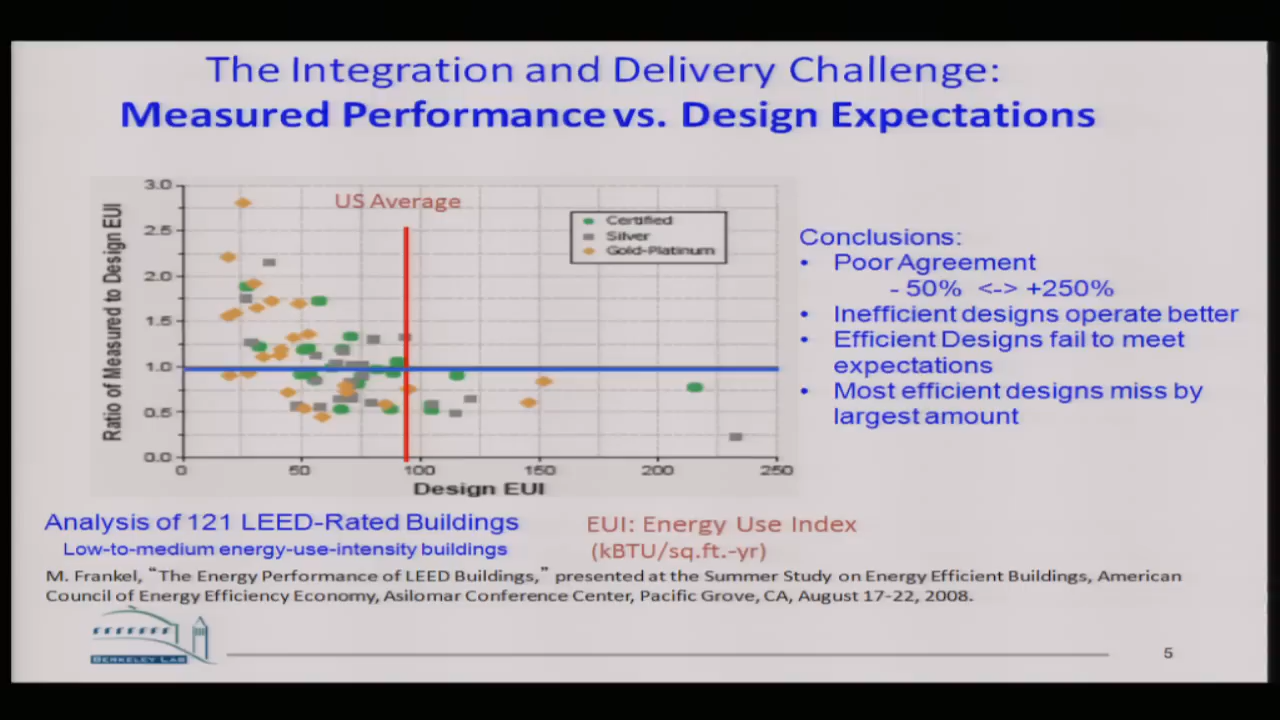 The Integration and Delivery Challenge:
Measured Performance vs. Design Expectations
US Average
Certified
Silver
Gold-Platinum
Ratio of Measured to Design EUI
3.0
2.5
2.0
1.5
1.0
0.5
0.0
0
50
100
150
200
250
Design EUI
Conclusions:
• Poor Agreement
- 50% <-> +250%
• Inefficient designs operate better
• Efficient Designs fail to meet
expectations
• Most efficient designs miss by
largest amount
Analysis of 121 LEED-Rated Buildings
Low-to-medium energy-use-intensity buildings
EUI: Energy Use Index
(kBTU/sq.ft.-yr)
M. Frankel, “The Energy Performance of LEED Buildings,” presented at the Summer Study on Energy Efficient Buildings, American
Council of Energy Efficiency Economy, Asilomar Conference Center, Pacific Grove, CA, August 17-22, 2008.
BERKELEY LAB
5